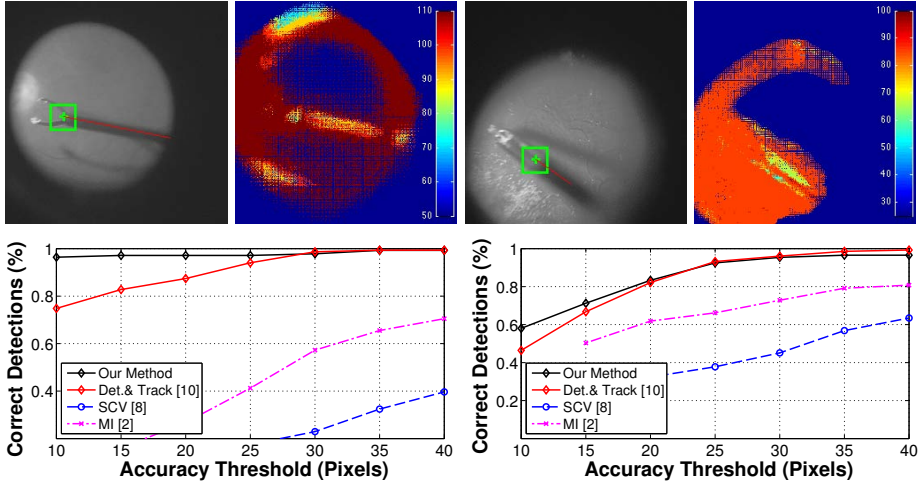 110
100
90
80
70
60
50
100
90
80
70
60
50
40
30
Correct Detections (%)
1
0.8
0.6
0.4
Our Method
Det.& Track [10]
SCV [8]
MI [2]
10 15 20 25 30 35 40
Accuracy Threshold (Pixels)
Correct Detections (%)
1
0.8
0.6
0.4
0.2
Our Method
Det.& Track [10]
SCV [8]
MI [2]
10 15 20 25 30 35 40
Accuracy Threshold (Pixels)